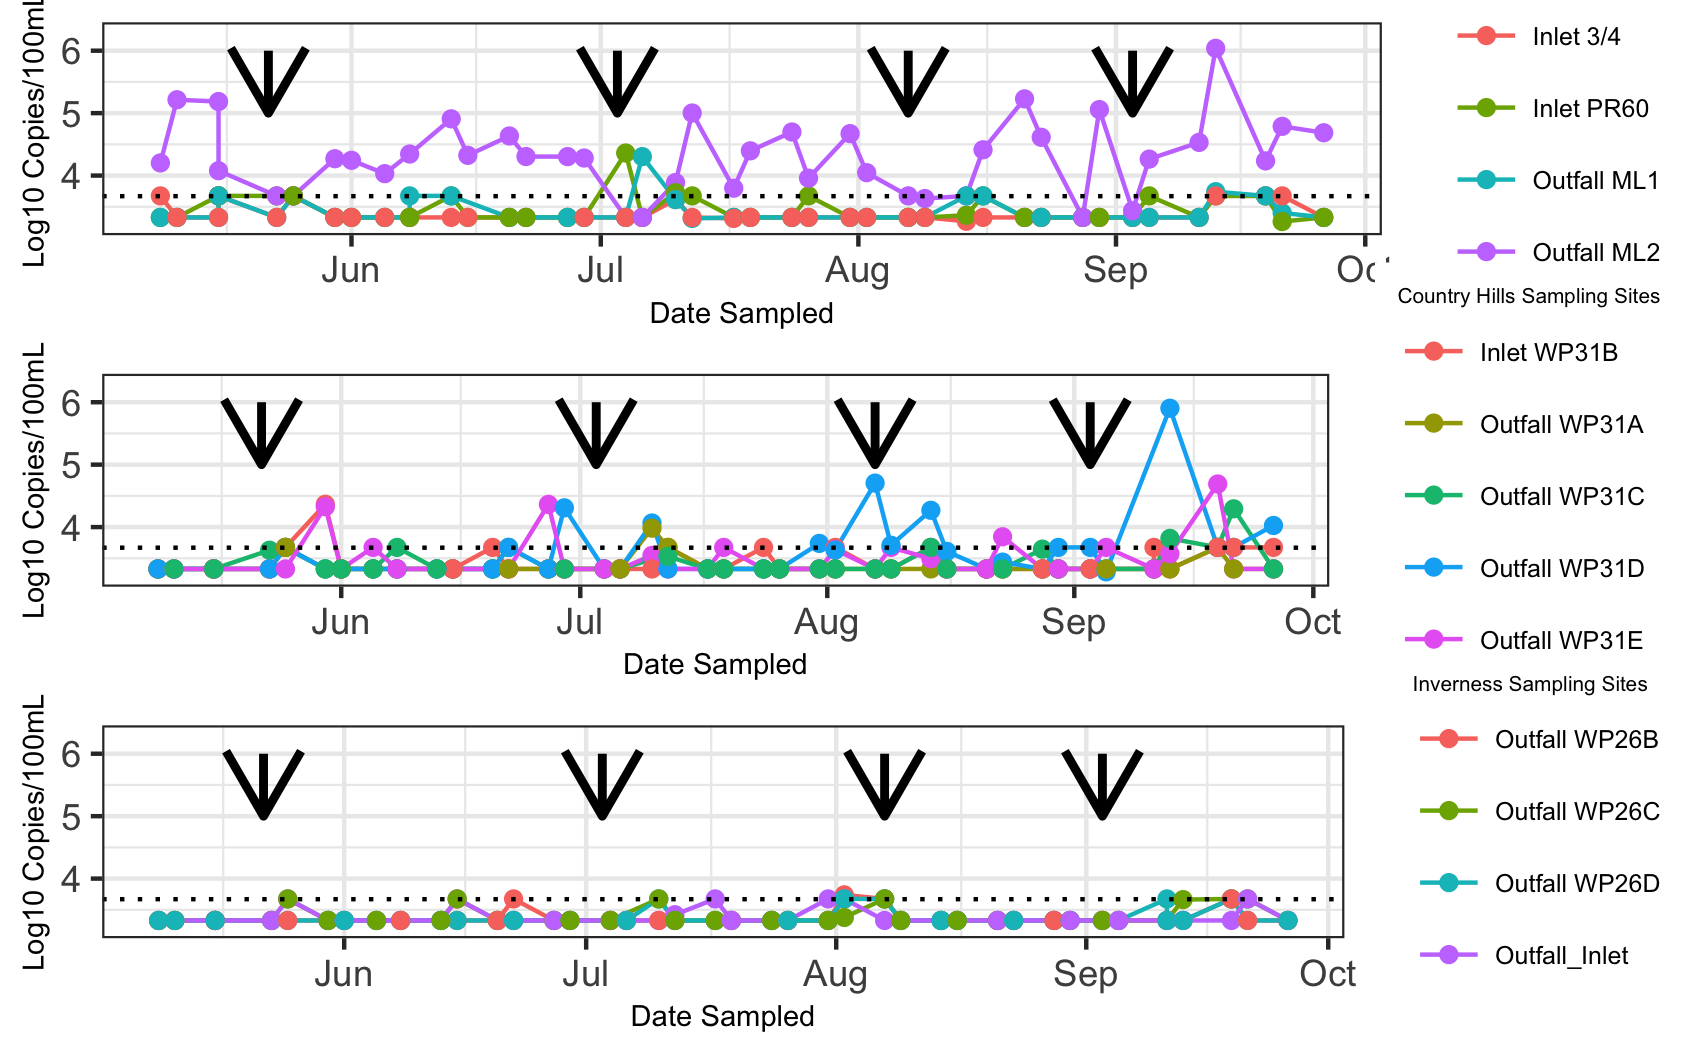 Log10 Copies/100mL
6
5
4
Jun
Jul
Aug
Sep
Oc
Date Sampled
Inlet 3/4
Inlet PR60
Outfall ML1
Outfall ML2
Country Hills Sampling Sites
Log10 Copies/100mL
6
5
4
Jun
Jul
Aug
Sep
Oct
Date Sampled
Inlet WP31B
Outfall WP31A
Outfall WP31C
Outfall WP31D
Outfall WP31E
Inverness Sampling Sites
Log10 Copies/100mL
6
5
4
Jun
Jul
Aug
Sep
Oct
Date Sampled
Outfall WP26B
Outfall WP26C
Outfall WP26D
Outfall_Inlet